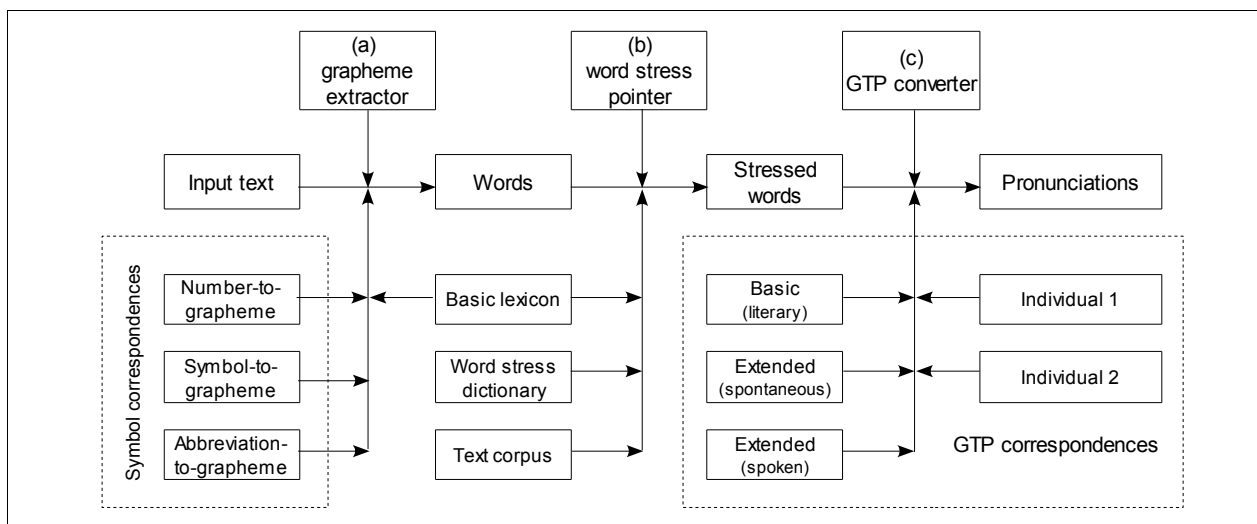 (a)
grapheme
extractor
(b)
word stress
pointer
(c)
GTP converter
Input text
Words
Stressed
words
Pronunciations
Symbol correspondences
Number-to-
grapheme
Basic lexicon
Basic
(literary)
Individual 1
Symbol-to-
grapheme
Word stress
dictionary
Extended
(spontaneous)
Individual 2
Abbreviation-
to-grapheme
Text corpus
Extended
(spoken)
GTP correspondences